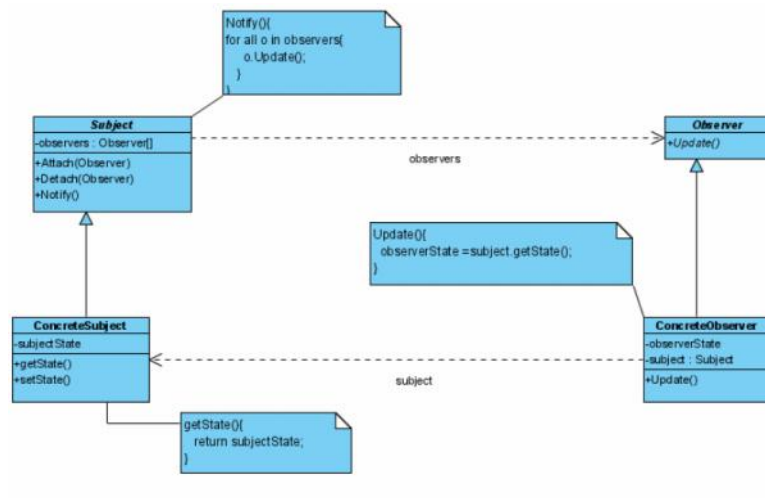 Notify(){
for all o in observers{
o.Update();
}
}
Subject
-observers : Observer[]
+Attach(Observer)
+Detach(Observer)
+Notify()
observers
Observer
+Update()
Update(){
observerState =subject.getState();
}
ConcreteSubject
-subjectState
+getState()
+setState()
subject
ConcreteObserver
-observerState
-subject : Subject
+Update()
getState(){
return subjectState;
}